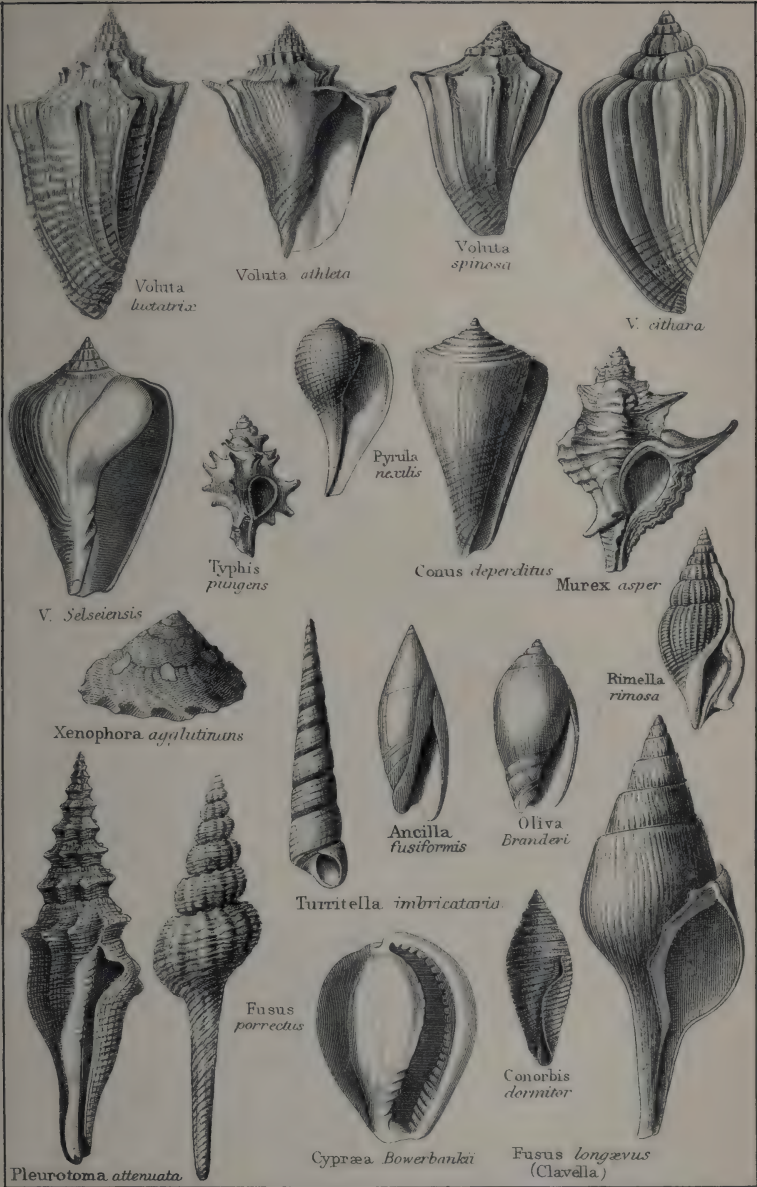 Voluta
luctatrix
Voluta athleta
Voluta
spinosa
V. cithara
V. Selseiensis
Typhis
pungens
Pyrula
nexilis
Conus deperditus
Murex asper
Rimella
rimosa
Xenophora agglutinans
Turritella imbricataria
Ancilla
fusiformis
Oliva
Branderi
Pleurotoma attenuata
Fusus
porrectus
Cypræa Bowerbankii
Conorbis
dormitor
Fusus longævus
(Clavella)